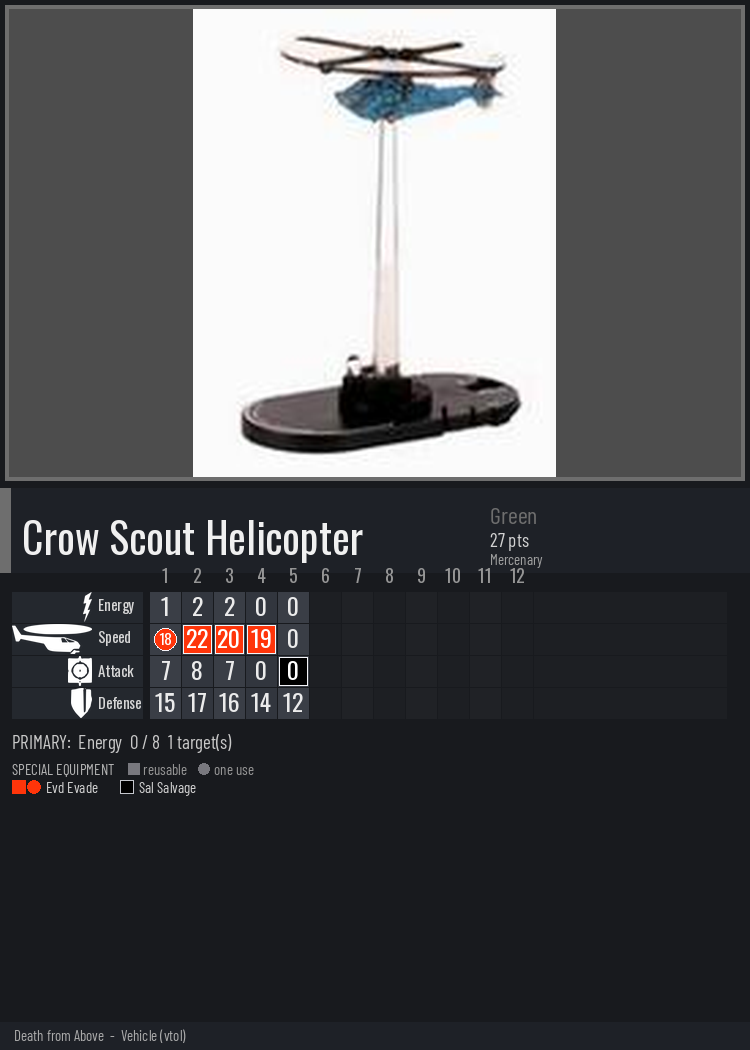 Crow Scout Helicopter
Green
27 pts
Mercenary
1 2 3 4 5 6 7 8 9 10 11 12
Energy 1 2 2 0 0
Speed 18 22 20 19 0
Attack 7 8 7 0 0
Defense 15 17 16 14 12
PRIMARY: Energy 0 / 8 1 target(s)
SPECIAL EQUIPMENT reusable one use
Evd Evade Sal Salvage
Death from Above - Vehicle (vtol)